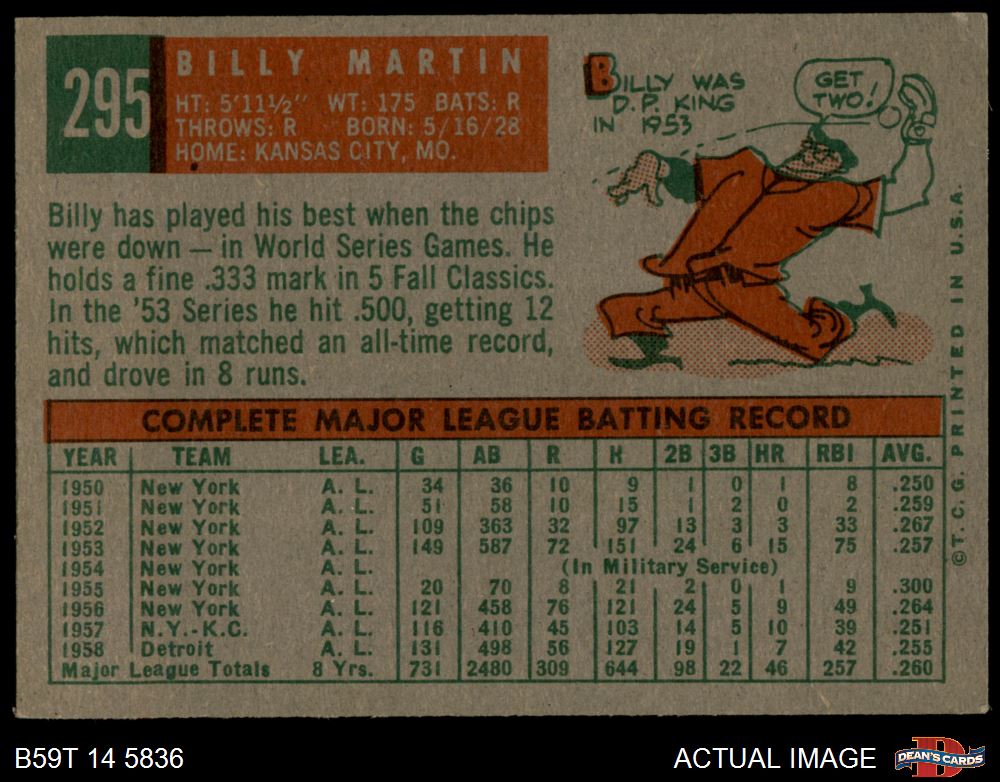 295
BILLY MARTIN
HT: 5'11½" WT: 175 BATS: R
THROWS: R BORN: 5/16/28
HOME: KANSAS CITY, MO.
BILLY WAS
D.P. KING
IN 1953
GET
TWO!
Billy has played his best when the chips
were down — in World Series Games. He
holds a fine .333 mark in 5 Fall Classics.
In the '53 Series he hit .500, getting 12
hits, which matched an all-time record,
and drove in 8 runs.
COMPLETE MAJOR LEAGUE BATTING RECORD
YEAR TEAM LEA. G AB R H 2B 3B HR RBI AVG.
1950 New York A. L. 34 36 10 9 1 0 1 8 .250
1951 New York A. L. 51 58 10 15 1 2 0 2 .259
1952 New York A. L. 109 363 32 97 13 3 3 33 .267
1953 New York A. L. 149 587 72 151 24 6 15 75 .257
1954 New York A. L. (In Military Service)
1955 New York A. L. 20 70 8 21 2 0 1 9 .300
1956 New York A. L. 121 458 76 121 24 5 9 49 .264
1957 N.Y.-K.C. A. L. 116 410 45 103 14 5 10 39 .251
1958 Detroit A. L. 131 498 56 127 19 1 7 42 .255
Major League Totals 8 Yrs. 731 2480 309 644 98 22 46 257 .260
©T. C. G. PRINTED IN U.S.A.
B59T 14 5836
ACTUAL IMAGE
D
DEAN'S CARDS